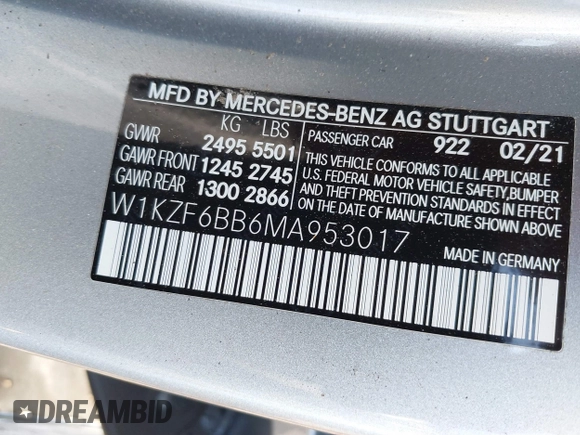 MFD BY MERCEDES-BENZ AG STUTTGART
KG LBS
GVWR 2495 5501
GAWR FRONT 1245 2745
GAWR REAR 1300 2866
PASSENGER CAR 922 02/21
THIS VEHICLE CONFORMS TO ALL APPLICABLE
U.S. FEDERAL MOTOR VEHICLE SAFETY, BUMPER
AND THEFT PREVENTION STANDARDS IN EFFECT
ON THE DATE OF MANUFACTURE SHOWN ABOVE
W1KZF6BB6MA953017
MADE IN GERMANY
DREAMBID